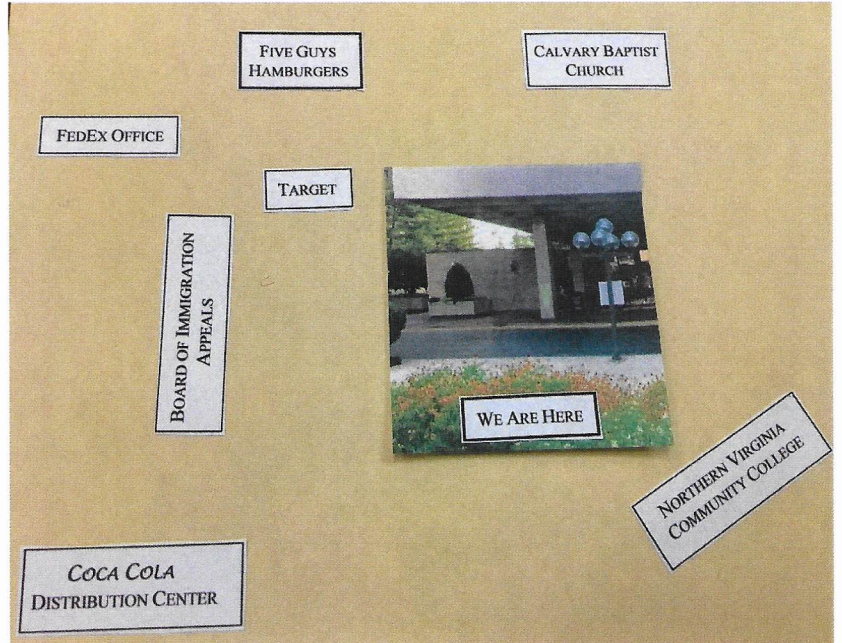 FIVE GUYS
HAMBURGERS
CALVARY BAPTIST
CHURCH
FEDEX OFFICE
TARGET
BOARD OF IMMIGRATION
APPEALS
WE ARE HERE
NORTHERN VIRGINIA
COMMUNITY COLLEGE
COCA COLA
DISTRIBUTION CENTER